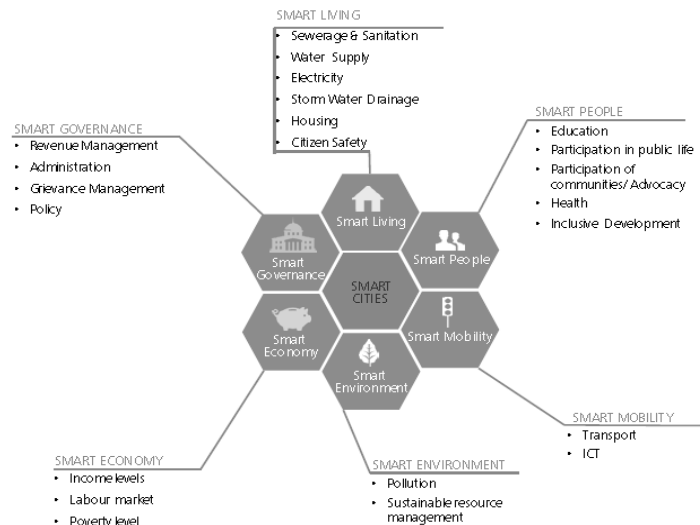 SMART LIVING
• Sewerage & Sanitation
• Water Supply
• Electricity
• Storm Water Drainage
• Housing
• Citizen Safety
SMART GOVERNANCE
• Revenue Management
• Administration
• Grievance Management
• Policy
SMART PEOPLE
• Education
• Participation in public life
• Participation of
communities/ Advocacy
• Health
• Inclusive Development
Smart Living
Smart
Governance
Smart People
SMART
CITIES
Smart
Economy
Smart Mobility
Smart
Environment
SMART MOBILITY
• Transport
• ICT
SMART ECONOMY
• Income levels
• Labour market
• Poverty level
SMART ENVIRONMENT
• Pollution
• Sustainable resource
management